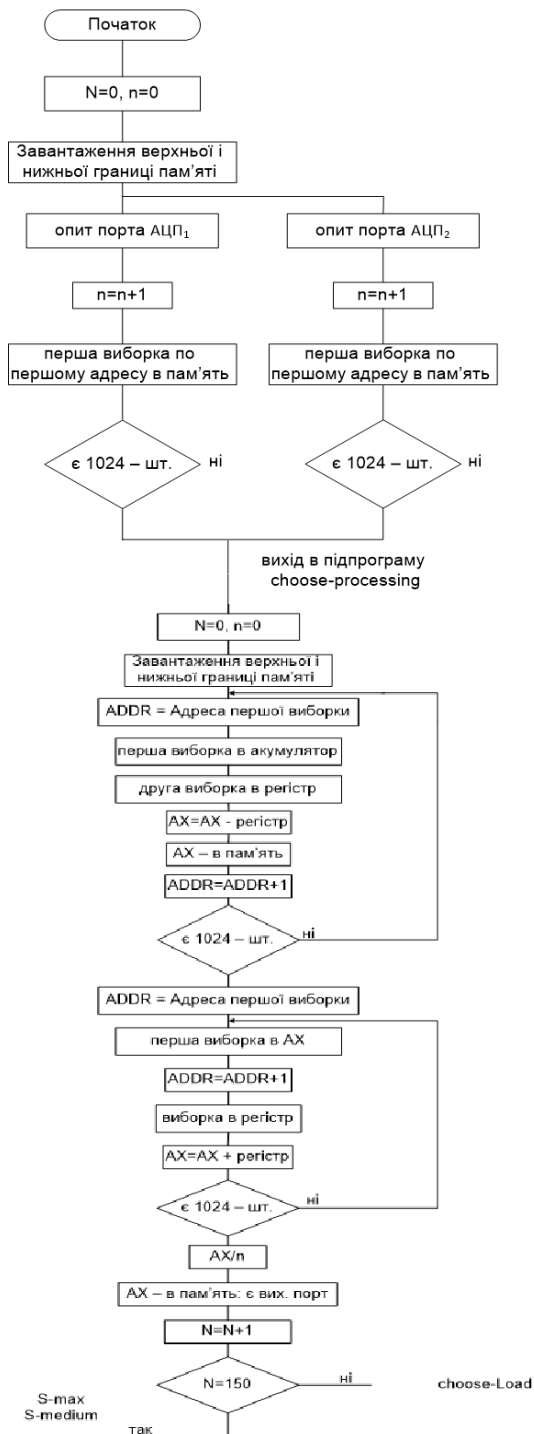 Початок
N=0, n=0
Завантаження верхньої і
нижньої границі пам'яті
опит порта АЦП₁
опит порта АЦП₂
n=n+1
n=n+1
перша виборка по
першому адресу в пам'ять
перша виборка по
першому адресу в пам'ять
є 1024 – шт.
ні
є 1024 – шт.
ні
вихід в підпрограму
choose-processing
N=0, n=0
Завантаження верхньої і
нижньої границі пам'яті
ADDR = Адреса першої виборки
перша виборка в акумулятор
друга виборка в регістр
AX=AX - регістр
AX – в пам'ять
ADDR=ADDR+1
є 1024 – шт.
ні
ADDR = Адреса першої виборки
перша виборка в AX
ADDR=ADDR+1
виборка в регістр
AX=AX + регістр
є 1024 – шт.
ні
AX/n
AX – в пам'ять: є вих. порт
N=N+1
N=150
ні
choose-Load
S-max
S-medium
так